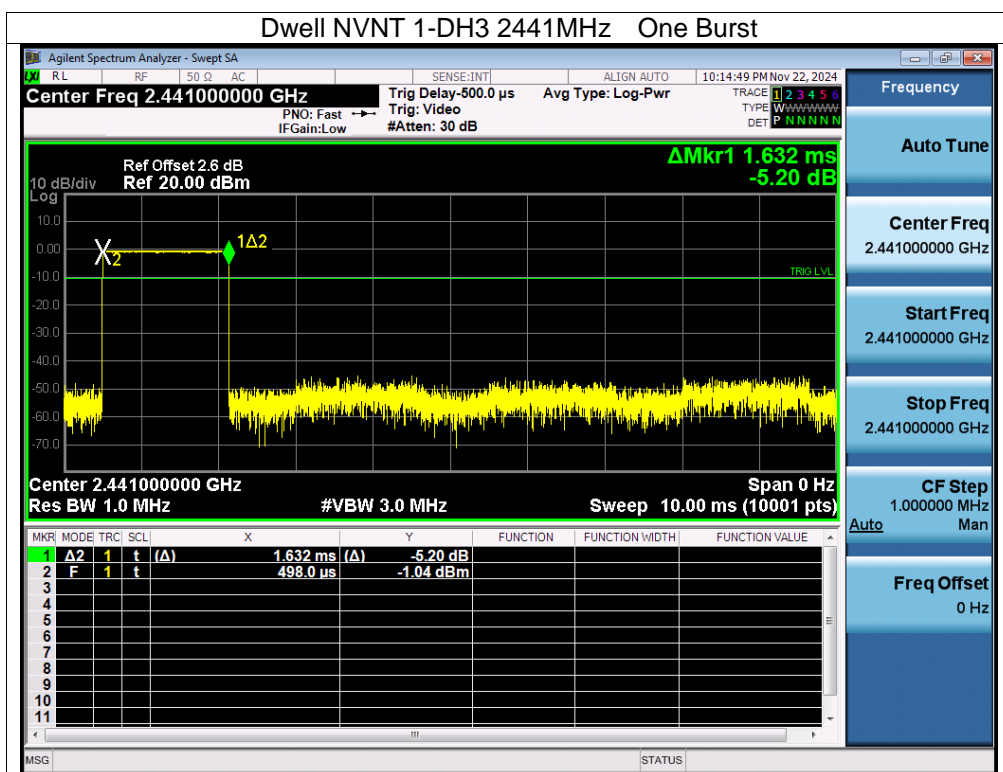 Dwell NVNT 1-DH3 2441MHz One Burst
Agilent Spectrum Analyzer - Swept SA
LXI RL RF 50 Ω AC SENSE:INT ALIGN AUTO 10:14:49 PM Nov 22, 2024
Center Freq 2.441000000 GHz
PNO: Fast
IFGain:Low
Trig Delay-500.0 µs
Trig: Video
#Atten: 30 dB
Avg Type: Log-Pwr
TRACE 1 2 3 4 5 6
TYPE WWWWWW
DET P N N N N N
Frequency
Auto Tune
Center Freq
2.441000000 GHz
Start Freq
2.441000000 GHz
Stop Freq
2.441000000 GHz
CF Step
1.000000 MHz
Auto Man
Freq Offset
0 Hz
ΔMkr1 1.632 ms
-5.20 dB
Ref Offset 2.6 dB
10 dB/div Ref 20.00 dBm
Log
10.0
0.00
-10.0
-20.0
-30.0
-40.0
-50.0
-60.0
-70.0
2
1Δ2
TRIG LVL
Center 2.441000000 GHz Span 0 Hz
Res BW 1.0 MHz #VBW 3.0 MHz Sweep 10.00 ms (10001 pts)
MKR MODE TRC SCL X Y FUNCTION FUNCTION WIDTH FUNCTION VALUE
1 Δ2 1 t (Δ) 1.632 ms (Δ) -5.20 dB
2 F 1 t 498.0 µs -1.04 dBm
3
4
5
6
7
8
9
10
11
MSG STATUS